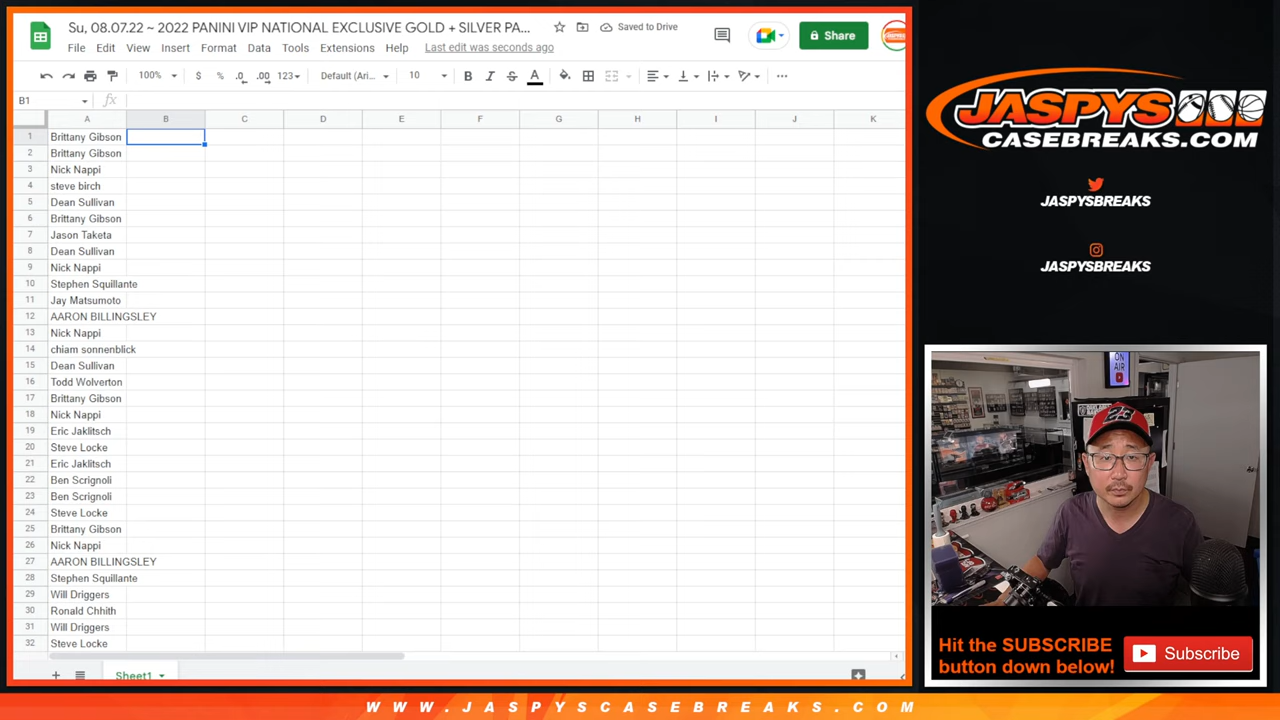 Su, 08.07.22 ~ 2022 PANINI VIP NATIONAL EXCLUSIVE GOLD + SILVER PA...
Saved to Drive
Share
File Edit View Insert Format Data Tools Extensions Help Last edit was seconds ago
100% $ % .0 .00 123 Default (Ari... 10 B I S A
B1 fx
A B C D E F G H I J K
1 Brittany Gibson
2 Brittany Gibson
3 Nick Nappi
4 steve birch
5 Dean Sullivan
6 Brittany Gibson
7 Jason Taketa
8 Dean Sullivan
9 Nick Nappi
10 Stephen Squillante
11 Jay Matsumoto
12 AARON BILLINGSLEY
13 Nick Nappi
14 chiam sonnenblick
15 Dean Sullivan
16 Todd Wolverton
17 Brittany Gibson
18 Nick Nappi
19 Eric Jaklitsch
20 Steve Locke
21 Eric Jaklitsch
22 Ben Scrignoli
23 Ben Scrignoli
24 Steve Locke
25 Brittany Gibson
26 Nick Nappi
27 AARON BILLINGSLEY
28 Stephen Squillante
29 Will Driggers
30 Ronald Chhith
31 Will Driggers
32 Steve Locke
Sheet1
JASPYS
CASEBREAKS.COM
JASPYSBREAKS
JASPYSBREAKS
ON
AIR
23
Hit the SUBSCRIBE
button down below!
Subscribe
WWW.JASPYSCASEBREAKS.COM